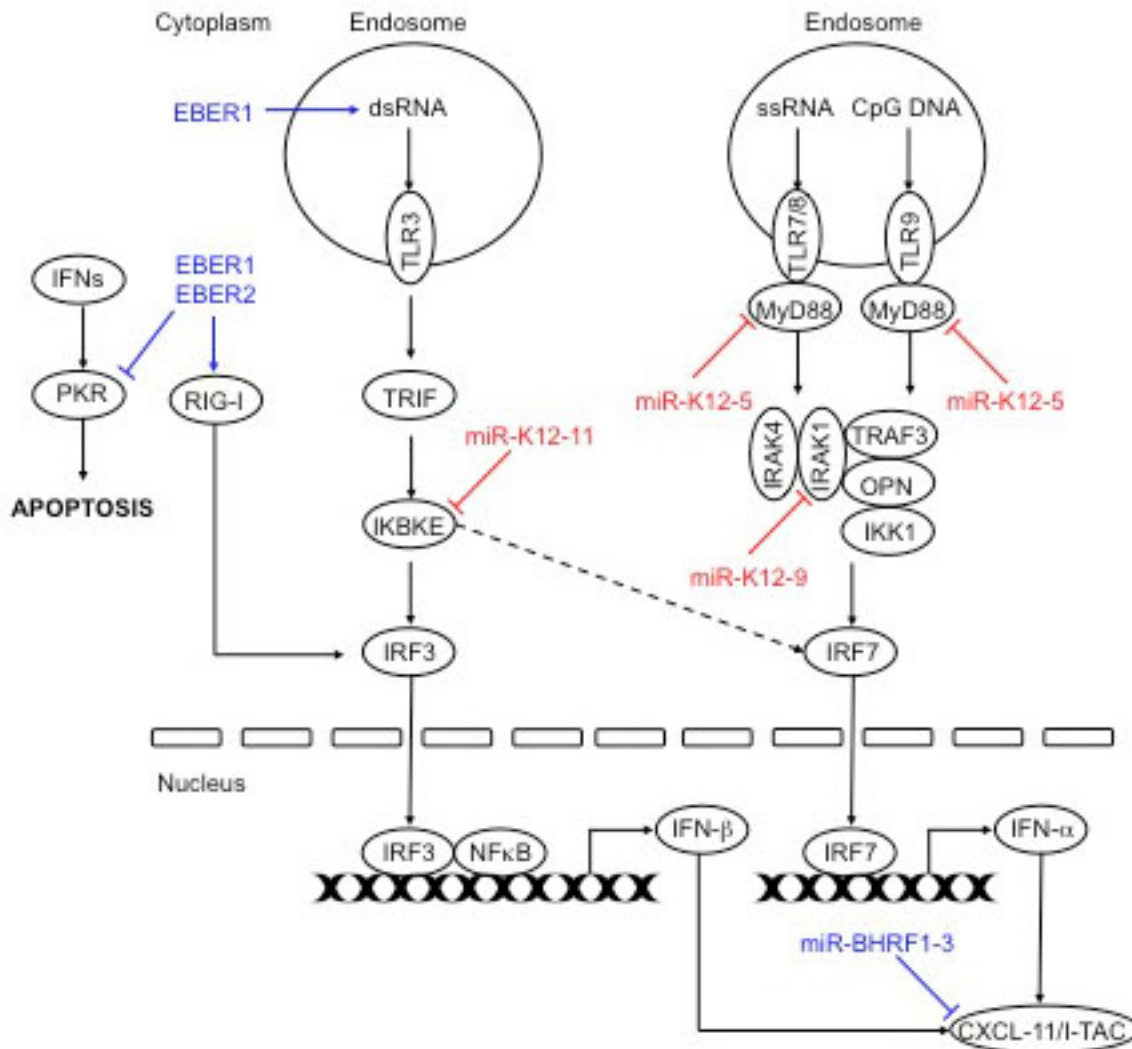 Cytoplasm
Endosome
Endosome
EBER1
dsRNA
ssRNA
CpG DNA
TLR3
TLR7/8
TLR9
IFNs
EBER1
EBER2
MyD88
MyD88
PKR
RIG-I
TRIF
miR-K12-5
miR-K12-5
miR-K12-11
IRAK4
IRAK1
TRAF3
OPN
IKK1
APOPTOSIS
IKBKE
miR-K12-9
IRF3
IRF7
Nucleus
IRF3
NFκB
IFN-β
IRF7
IFN-α
miR-BHRF1-3
CXCL-11/I-TAC